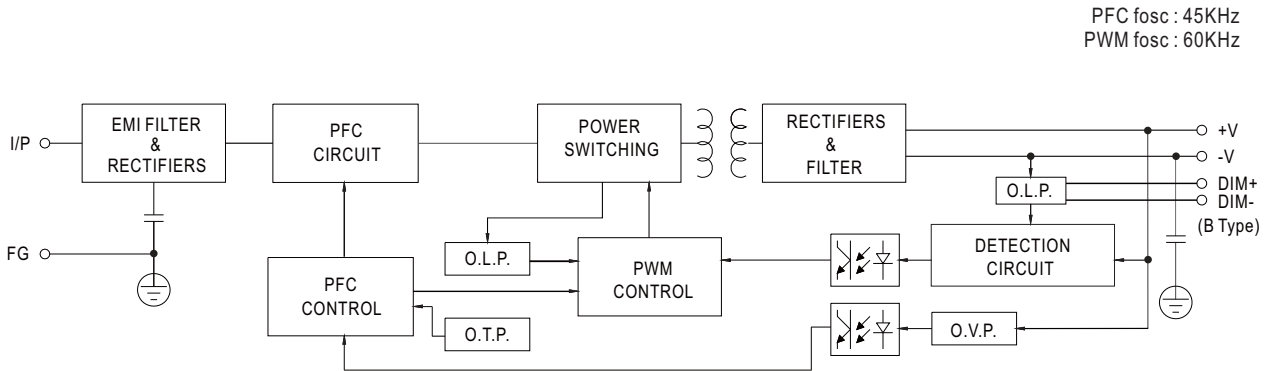 PFC fosc : 45KHz
PWM fosc : 60KHz
I/P
EMI FILTER
&
RECTIFIERS
PFC
CIRCUIT
POWER
SWITCHING
RECTIFIERS
&
FILTER
+V
-V
DIM+
DIM-
(B Type)
O.L.P.
FG
O.L.P.
PFC
CONTROL
PWM
CONTROL
DETECTION
CIRCUIT
O.T.P.
O.V.P.